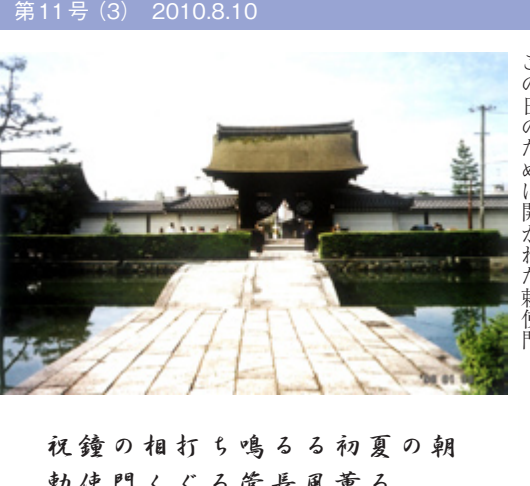 第11号（3） 2010.8.10
この日のために開かれた勅使門
祝鐘の相打ち鳴るる初夏の朝
勅使門くぐる管長風薫る